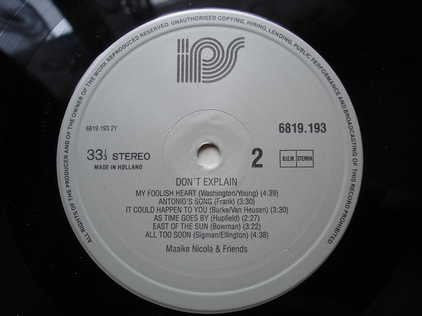 ALL RIGHTS OF THE PRODUCER AND OF THE OWNER OF THE WORK REPRODUCED RESERVED. UNAUTHORISED COPYING, HIRING, LENDING, PUBLIC PERFORMANCE AND BROADCASTING OF THIS RECORD PROHIBITED
ips
6819.193 2Y
6819.193
33⅓ STEREO
MADE IN HOLLAND
2
STEMRA
DON'T EXPLAIN
MY FOOLISH HEART (Washington/Young) (4:39)
ANTONIO'S SONG (Frank) (3:30)
IT COULD HAPPEN TO YOU (Burke/Van Heusen) (3:30)
AS TIME GOES BY (Hupfield) (2:27)
EAST OF THE SUN (Bowman) (3:22)
ALL TOO SOON (Sigman/Ellington) (4:38)
Maaike Nicola & Friends